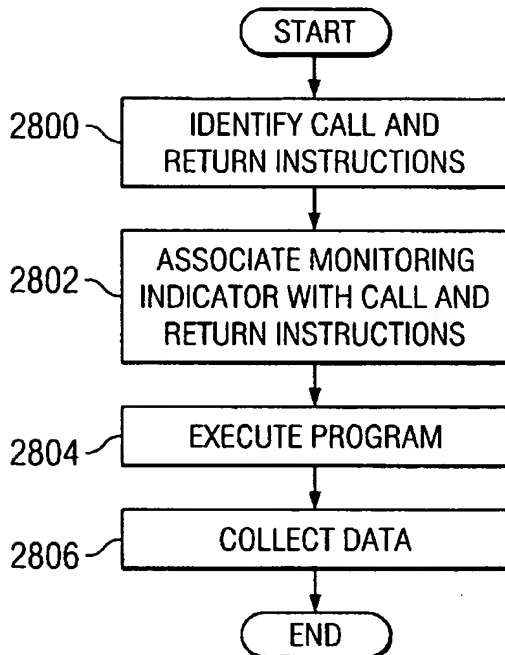 START
2800
IDENTIFY CALL AND
RETURN INSTRUCTIONS
2802
ASSOCIATE MONITORING
INDICATOR WITH CALL AND
RETURN INSTRUCTIONS
2804
EXECUTE PROGRAM
2806
COLLECT DATA
END